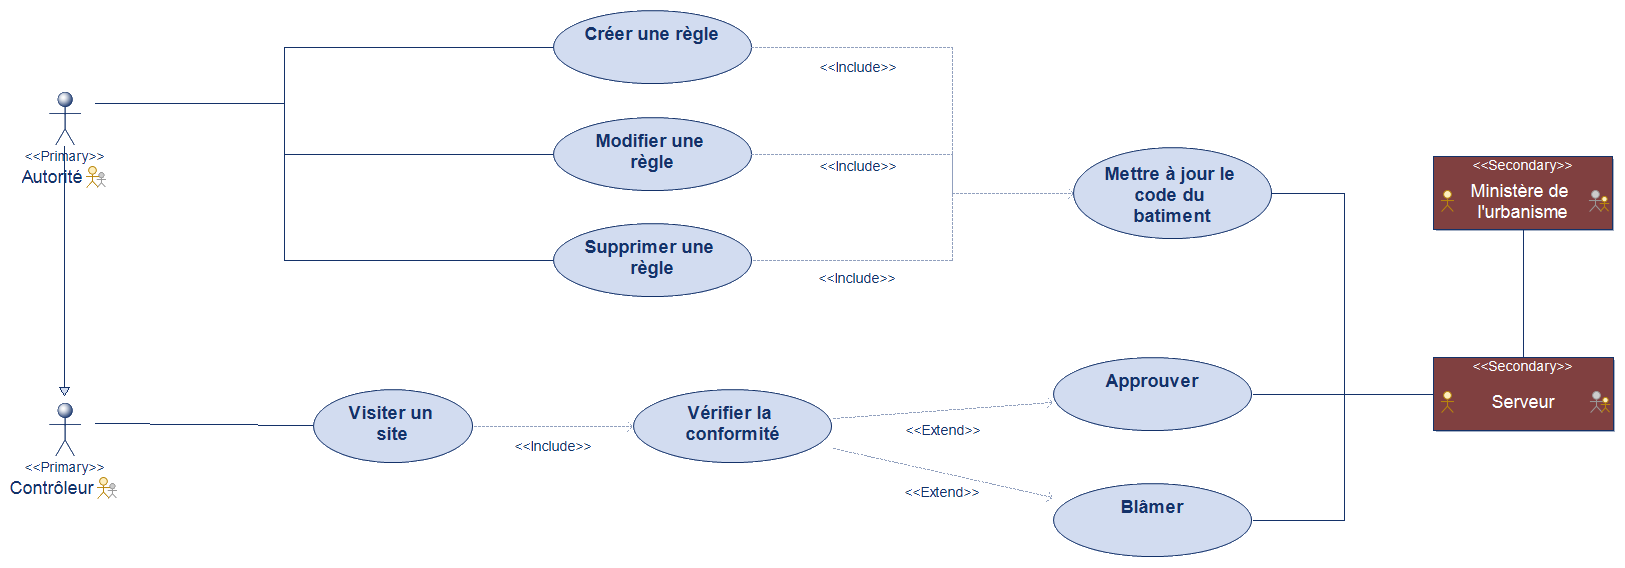 Créer une règle
<<Include>>
<<Primary>>
Autorité
Modifier une
règle
<<Include>>
Mettre à jour le
code du
batiment
<<Secondary>>
Ministère de
l'urbanisme
Supprimer une
règle
<<Include>>
<<Primary>>
Contrôleur
Visiter un
site
<<Include>>
Vérifier la
conformité
<<Extend>>
<<Extend>>
Approuver
Blâmer
<<Secondary>>
Serveur